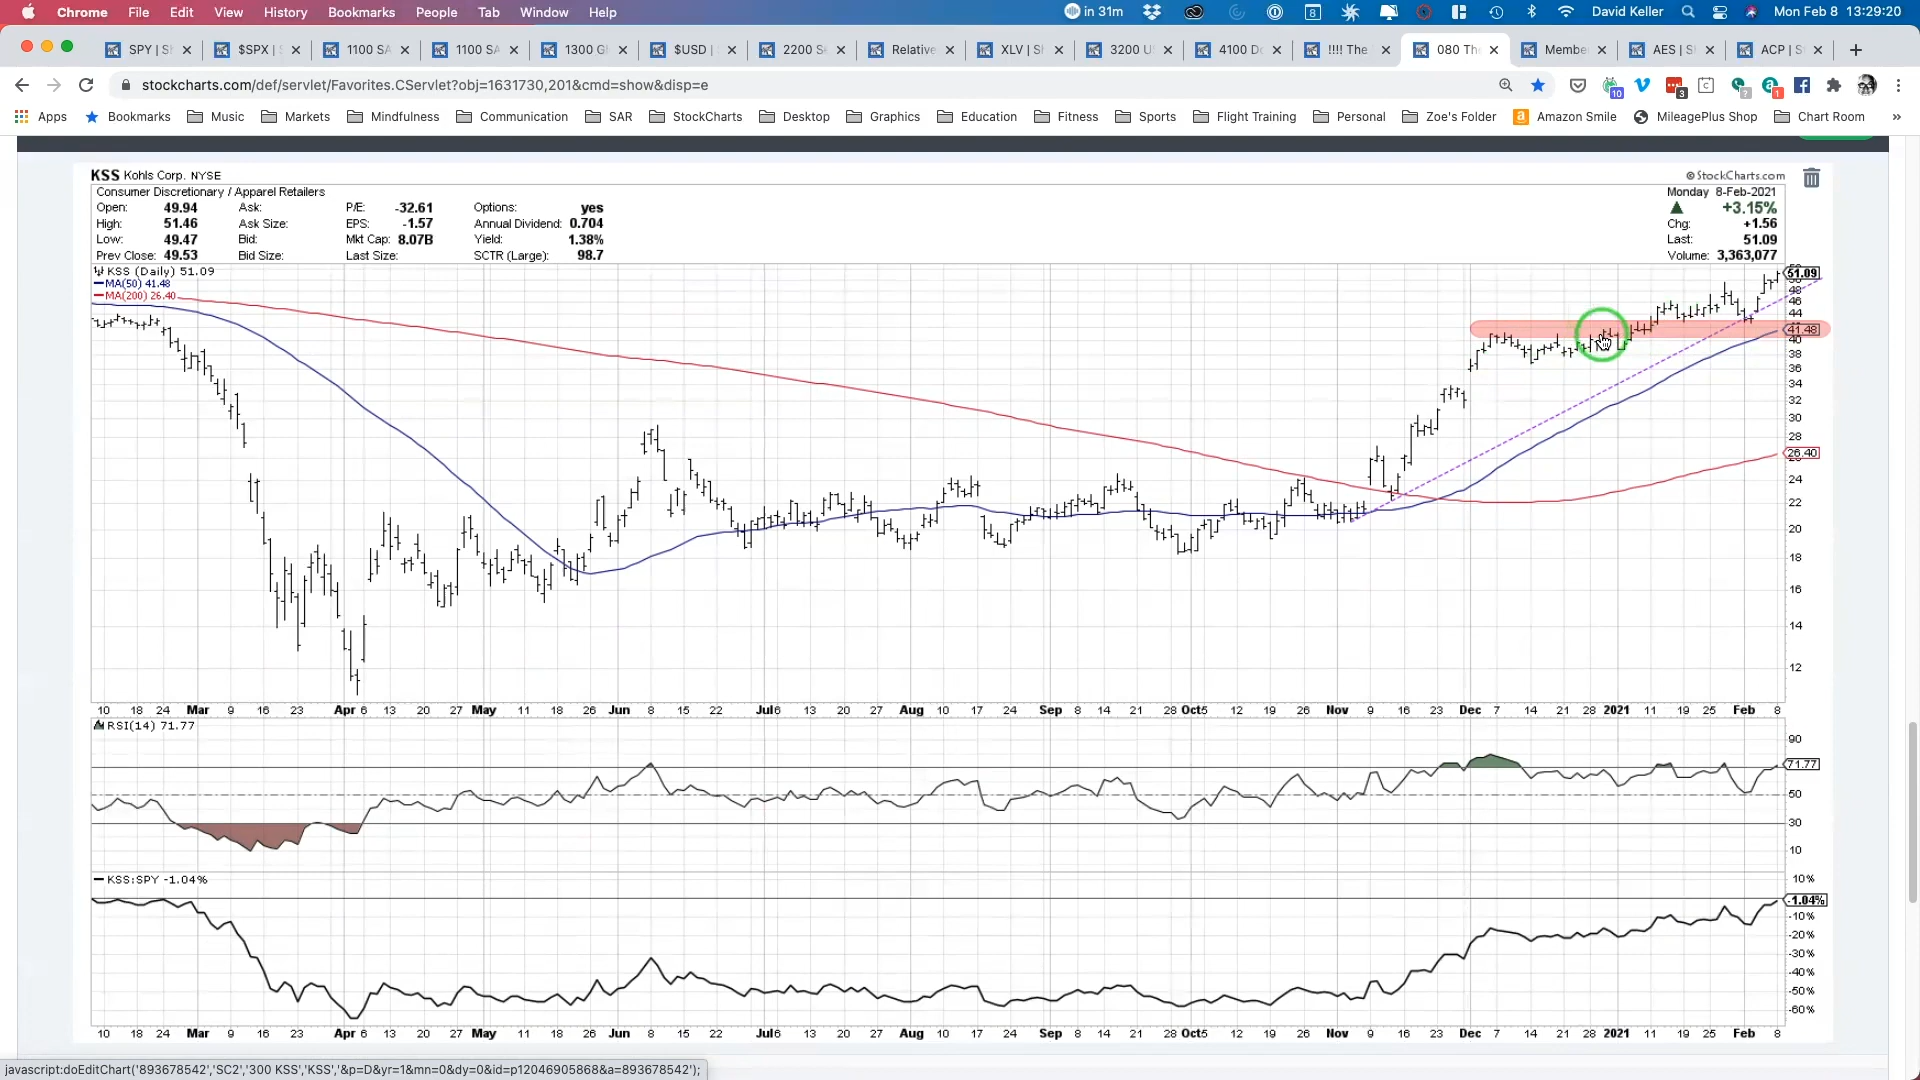 Chrome File Edit View History Bookmarks People Tab Window Help in 31m 8 David Keller Mon Feb 8 13:29:20
SPY | S $SPX | 1100 SA 1100 SA 1300 G $USD | 2200 S Relative XLV | S 3200 U 4100 D !!!! The 080 Th Membe AES | S ACP | S
stockcharts.com/def/servlet/Favorites.CServlet?obj=1631730,201&cmd=show&disp=e 10 3 ? 1
Apps Bookmarks Music Markets Mindfulness Communication SAR StockCharts Desktop Graphics Education Fitness Sports Flight Training Personal Zoe's Folder Amazon Smile MileagePlus Shop Chart Room »
KSS Kohls Corp. NYSE © StockCharts.com
Consumer Discretionary / Apparel Retailers Monday 8-Feb-2021
Open: 49.94 Ask: P/E: -32.61 Options: yes +3.15%
High: 51.46 Ask Size: EPS: -1.57 Annual Dividend: 0.704 Chg: +1.56
Low: 49.47 Bid: Mkt Cap: 8.07B Yield: 1.38% Last: 51.09
Prev Close: 49.53 Bid Size: Last Size: SCTR (Large): 98.7 Volume: 3,363,077
KSS (Daily) 51.09
MA(50) 41.48
MA(200) 26.40
51.09
48
46
44
41.48
40
38
36
34
32
30
28
26.40
24
22
20
18
16
14
12
10 18 24 Mar 9 16 23 Apr 6 13 20 27 May 11 18 26 Jun 8 15 22 Jul 6 13 20 27 Aug 10 17 24 Sep 8 14 21 28 Oct 5 12 19 26 Nov 9 16 23 Dec 7 14 21 28 2021 11 19 25 Feb 8
RSI(14) 71.77
90
71.77
50
30
10
KSS:SPY -1.04%
10%
-1.04%
-10%
-20%
-30%
-40%
-50%
-60%
10 18 24 Mar 9 16 23 Apr 6 13 20 27 May 11 18 26 Jun 8 15 22 Jul 6 13 20 27 Aug 10 17 24 Sep 8 14 21 28 Oct 5 12 19 26 Nov 9 16 23 Dec 7 14 21 28 2021 11 19 25 Feb 8
javascript:doEditChart('893678542','SC2','300 KSS','KSS','&p=D&yr=1&mn=0&dy=0&id=p12046905868&a=893678542');